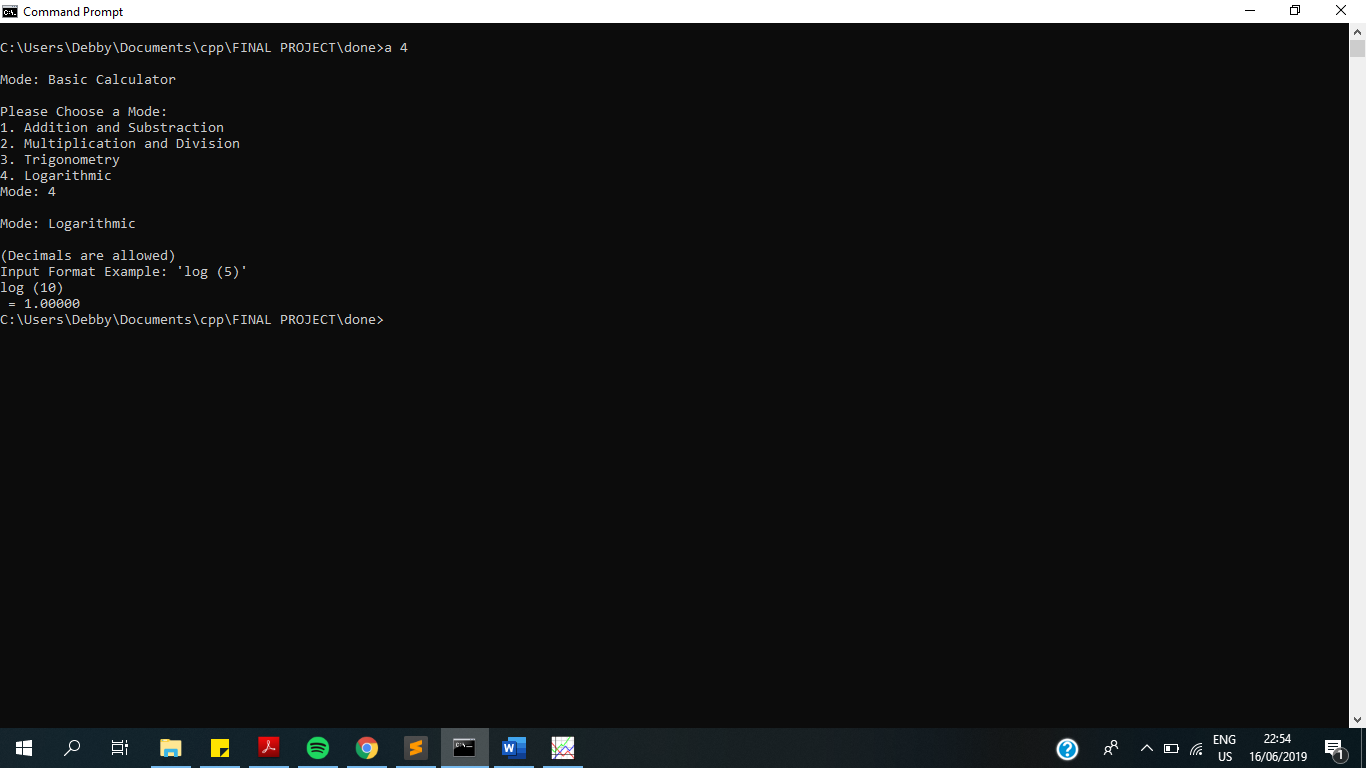 Command Prompt
C:\Users\Debby\Documents\cpp\FINAL PROJECT\done>a 4
Mode: Basic Calculator
Please Choose a Mode:
1. Addition and Substraction
2. Multiplication and Division
3. Trigonometry
4. Logarithmic
Mode: 4
Mode: Logarithmic
(Decimals are allowed)
Input Format Example: 'log (5)'
log (10)
 = 1.00000
C:\Users\Debby\Documents\cpp\FINAL PROJECT\done>
ENG 22:54
US 16/06/2019
1